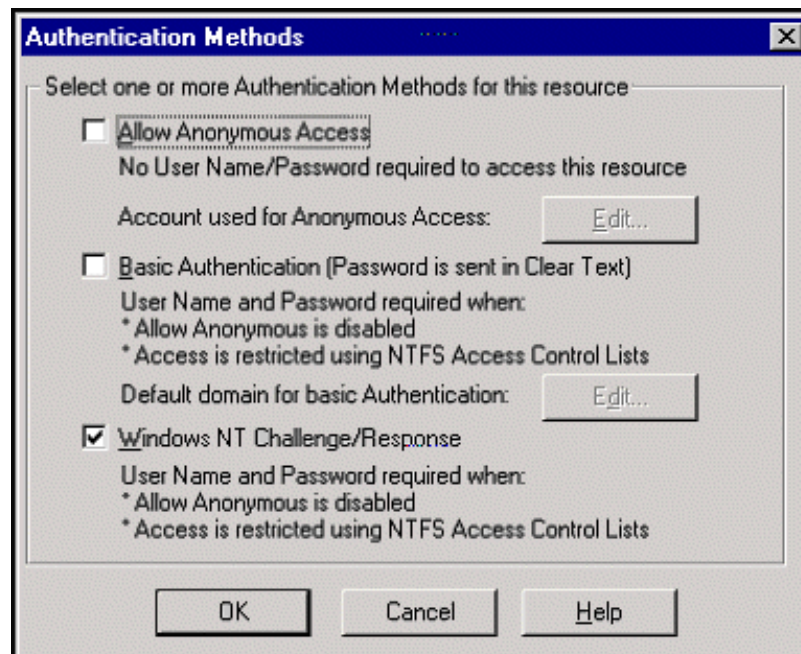 Authentication Methods
Select one or more Authentication Methods for this resource
Allow Anonymous Access
No User Name/Password required to access this resource
Account used for Anonymous Access:
Edit...
Basic Authentication (Password is sent in Clear Text)
User Name and Password required when:
* Allow Anonymous is disabled
* Access is restricted using NTFS Access Control Lists
Default domain for basic Authentication:
Edit...
Windows NT Challenge/Response
User Name and Password required when:
* Allow Anonymous is disabled
* Access is restricted using NTFS Access Control Lists
OK
Cancel
Help